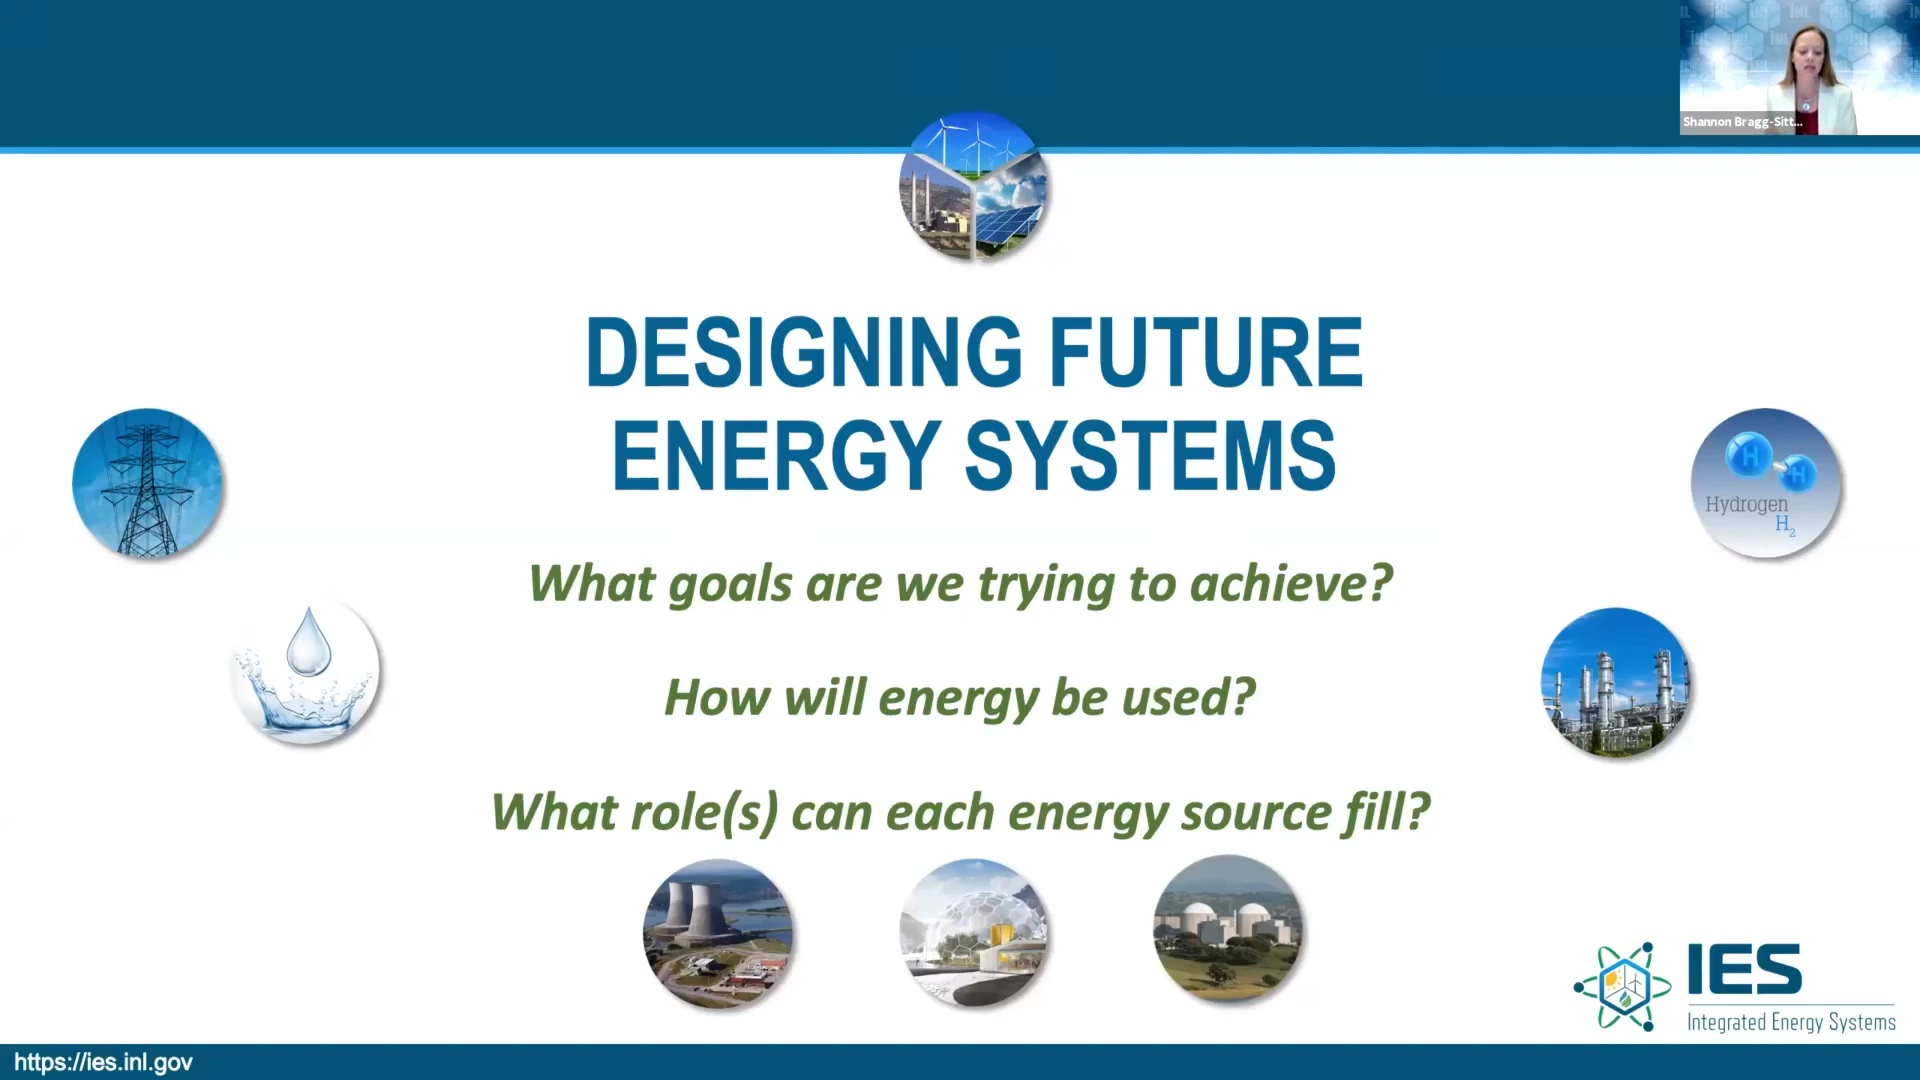 Shannon Bragg-Sitt...
DESIGNING FUTURE
ENERGY SYSTEMS
H
H
Hydrogen
H2
What goals are we trying to achieve?
How will energy be used?
What role(s) can each energy source fill?
IES
Integrated Energy Systems
https://ies.inl.gov